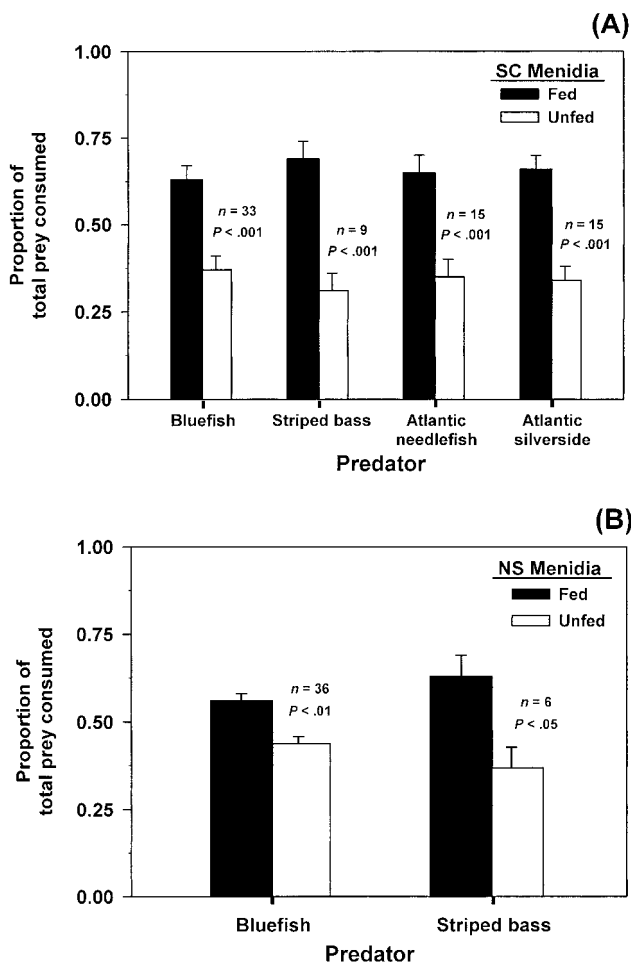 (A)
1.00
0.75
0.50
0.25
0.00
Proportion of
total prey consumed
SC Menidia
Fed
Unfed
n = 33
P < .001
n = 9
P < .001
n = 15
P < .001
n = 15
P < .001
Bluefish
Striped bass
Atlantic
needlefish
Atlantic
silverside
Predator
(B)
1.00
0.75
0.50
0.25
0.00
Proportion of
total prey consumed
NS Menidia
Fed
Unfed
n = 36
P < .01
n = 6
P < .05
Bluefish
Striped bass
Predator